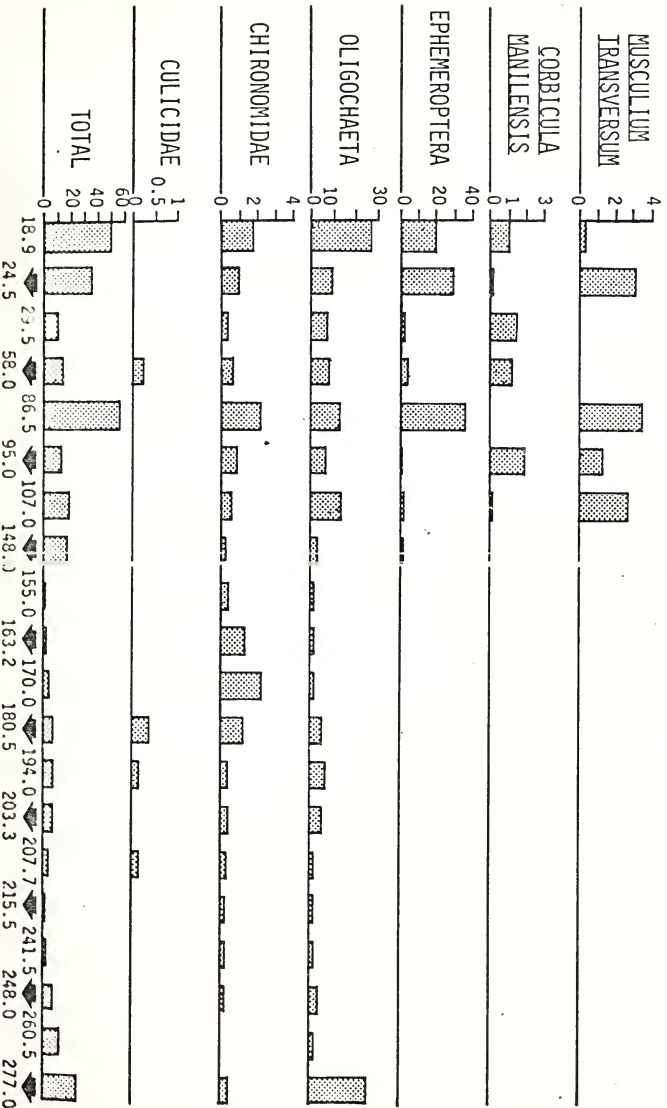 MUSCULIUM
TRANSVERSUM
4
2
0
CORBICULA
MANILENSIS
3
1
0
EPHEMEROPTERA
40
20
0
OLIGOCHAETA
30
10
0
CHIRONOMIDAE
4
2
0
CULICIDAE
1
0.5
0
TOTAL
60
40
20
0
18.9 29.5 86.5 107.0 155.0 170.0 194.0 207.7 241.5 260.5
24.5 58.0 95.0 148.0 163.2 180.5 203.3 215.5 248.0 277.0